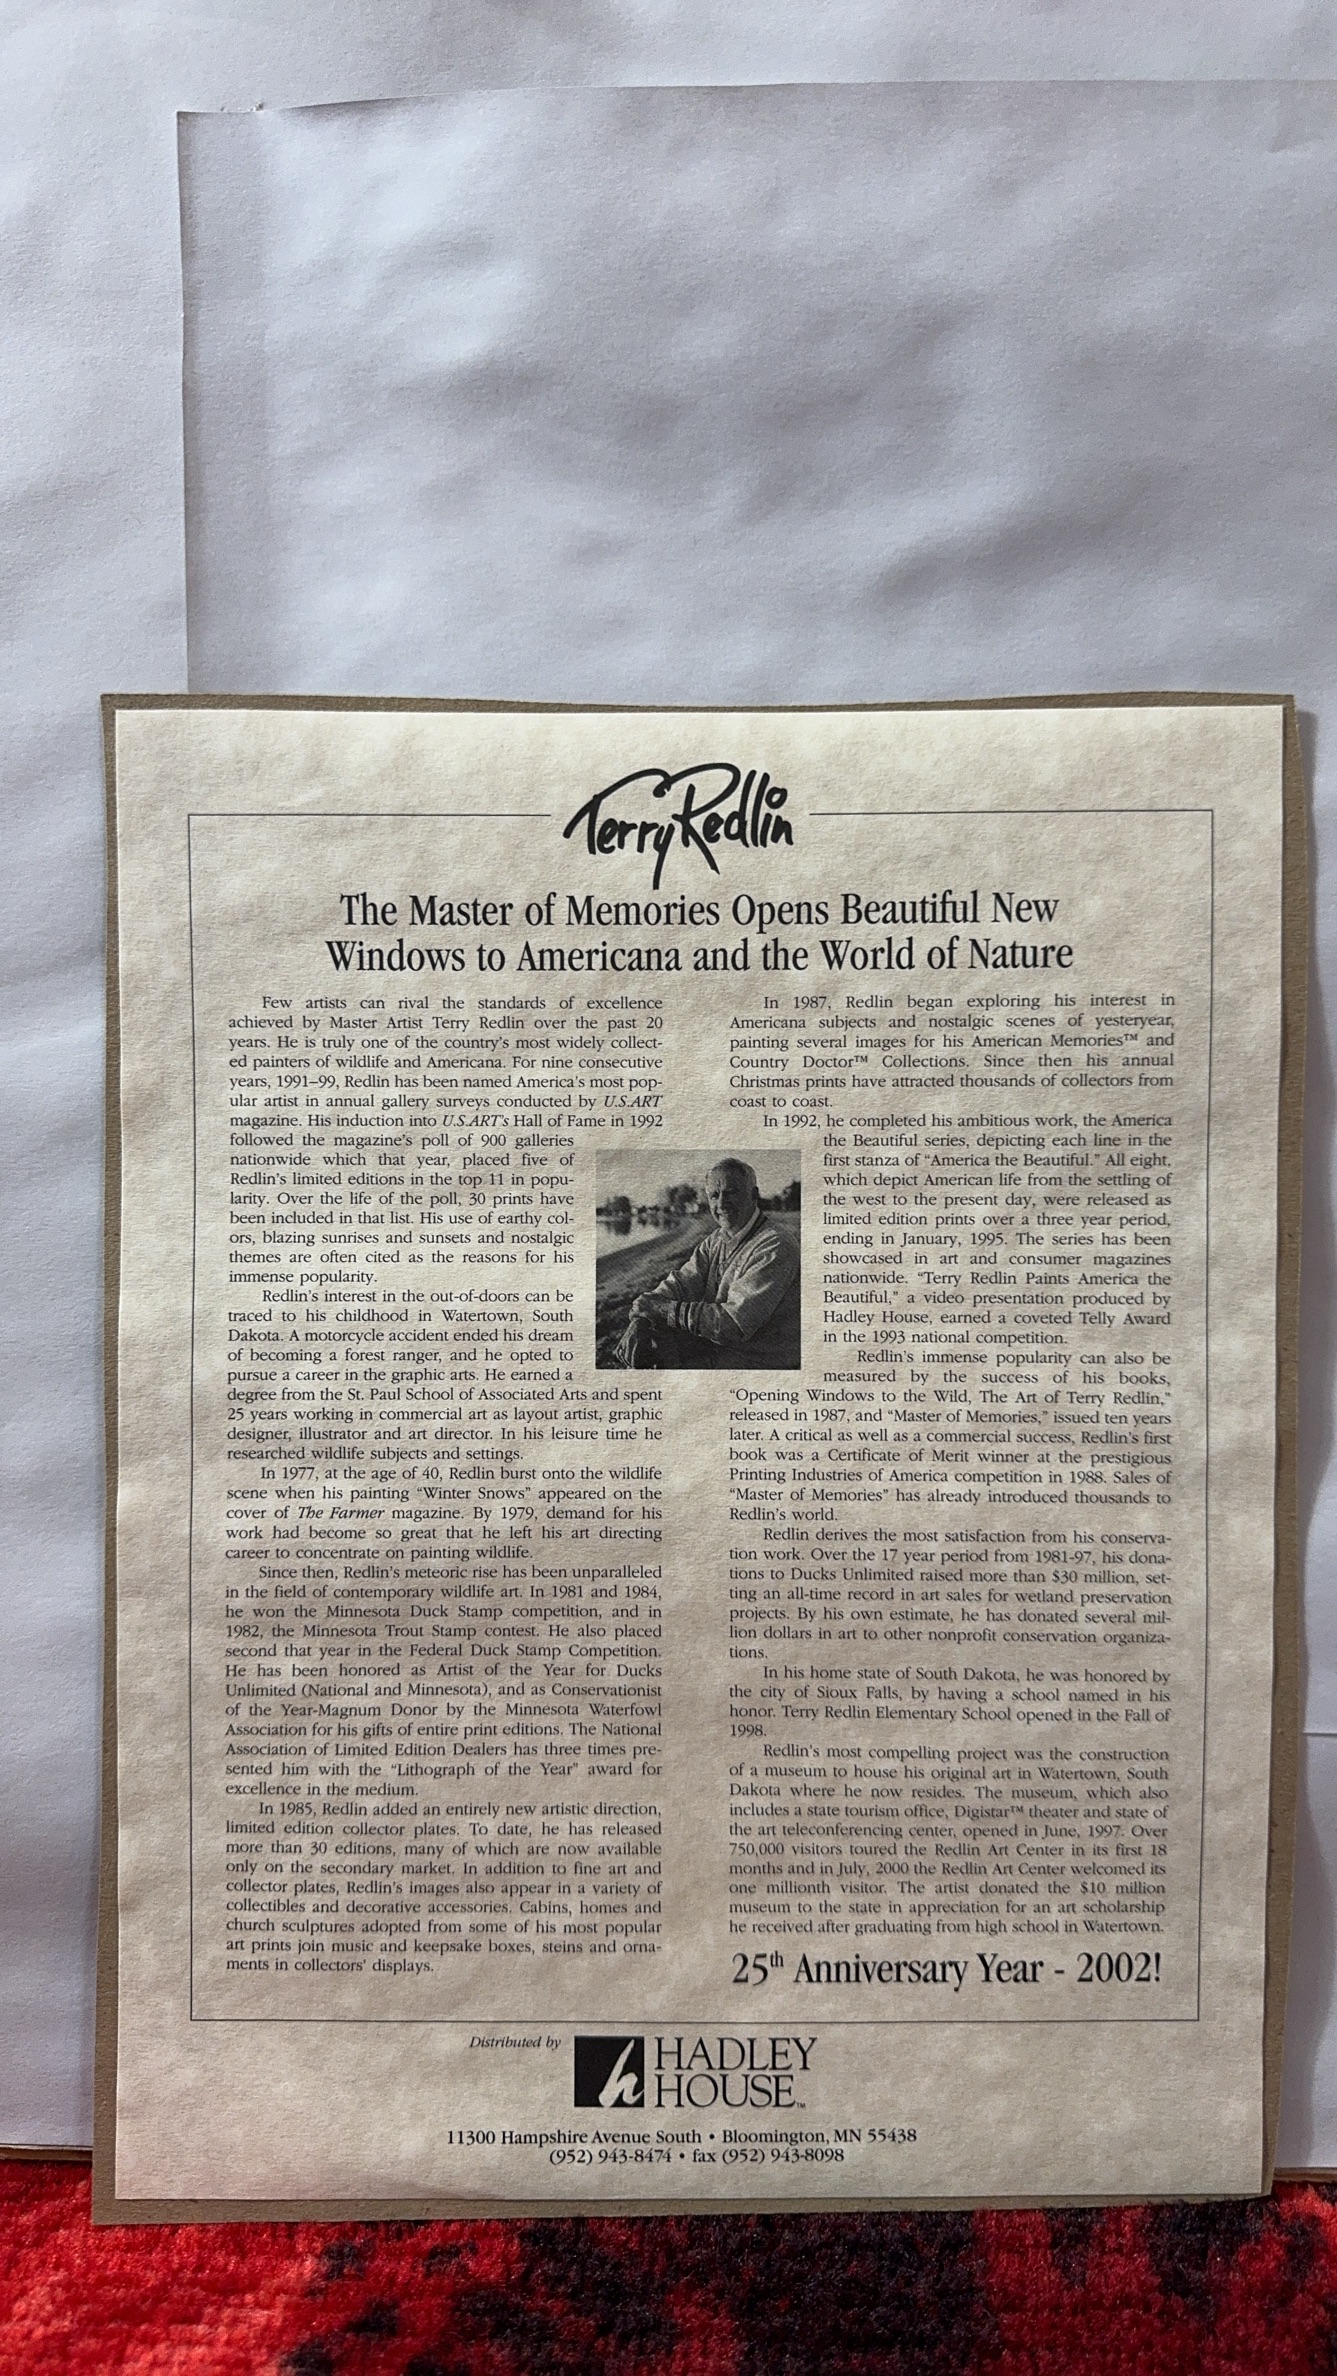 Terry Redlin
The Master of Memories Opens Beautiful New
Windows to Americana and the World of Nature
Few artists can rival the standards of excellence
achieved by Master Artist Terry Redlin over the past 20
years. He is truly one of the country's most widely collect-
ed painters of wildlife and Americana. For nine consecutive
years, 1991–99, Redlin has been named America's most pop-
ular artist in annual gallery surveys conducted by U.S.ART
magazine. His induction into U.S.ART's Hall of Fame in 1992
followed the magazine's poll of 900 galleries
nationwide which that year, placed five of
Redlin's limited editions in the top 11 in popu-
larity. Over the life of the poll, 30 prints have
been included in that list. His use of earthy col-
ors, blazing sunrises and sunsets and nostalgic
themes are often cited as the reasons for his
immense popularity.
Redlin's interest in the out-of-doors can be
traced to his childhood in Watertown, South
Dakota. A motorcycle accident ended his dream
of becoming a forest ranger, and he opted to
pursue a career in the graphic arts. He earned a
degree from the St. Paul School of Associated Arts and spent
25 years working in commercial art as layout artist, graphic
designer, illustrator and art director. In his leisure time he
researched wildlife subjects and settings.
In 1977, at the age of 40, Redlin burst onto the wildlife
scene when his painting “Winter Snows” appeared on the
cover of The Farmer magazine. By 1979, demand for his
work had become so great that he left his art directing
career to concentrate on painting wildlife.
Since then, Redlin's meteoric rise has been unparalleled
in the field of contemporary wildlife art. In 1981 and 1984,
he won the Minnesota Duck Stamp competition, and in
1982, the Minnesota Trout Stamp contest. He also placed
second that year in the Federal Duck Stamp Competition.
He has been honored as Artist of the Year for Ducks
Unlimited (National and Minnesota), and as Conservationist
of the Year-Magnum Donor by the Minnesota Waterfowl
Association for his gifts of entire print editions. The National
Association of Limited Edition Dealers has three times pre-
sented him with the “Lithograph of the Year” award for
excellence in the medium.
In 1985, Redlin added an entirely new artistic direction,
limited edition collector plates. To date, he has released
more than 30 editions, many of which are now available
only on the secondary market. In addition to fine art and
collector plates, Redlin's images also appear in a variety of
collectibles and decorative accessories. Cabins, homes and
church sculptures adopted from some of his most popular
art prints join music and keepsake boxes, steins and orna-
ments in collectors' displays.
In 1987, Redlin began exploring his interest in
Americana subjects and nostalgic scenes of yesteryear,
painting several images for his American Memories™ and
Country Doctor™ Collections. Since then his annual
Christmas prints have attracted thousands of collectors from
coast to coast.
In 1992, he completed his ambitious work, the America
the Beautiful series, depicting each line in the
first stanza of “America the Beautiful.” All eight,
which depict American life from the settling of
the west to the present day, were released as
limited edition prints over a three year period,
ending in January, 1995. The series has been
showcased in art and consumer magazines
nationwide. “Terry Redlin Paints America the
Beautiful,” a video presentation produced by
Hadley House, earned a coveted Telly Award
in the 1993 national competition.
Redlin's immense popularity can also be
measured by the success of his books,
“Opening Windows to the Wild, The Art of Terry Redlin,”
released in 1987, and “Master of Memories,” issued ten years
later. A critical as well as a commercial success, Redlin's first
book was a Certificate of Merit winner at the prestigious
Printing Industries of America competition in 1988. Sales of
“Master of Memories” has already introduced thousands to
Redlin's world.
Redlin derives the most satisfaction from his conserva-
tion work. Over the 17 year period from 1981-97, his dona-
tions to Ducks Unlimited raised more than $30 million, set-
ting an all-time record in art sales for wetland preservation
projects. By his own estimate, he has donated several mil-
lion dollars in art to other nonprofit conservation organiza-
tions.
In his home state of South Dakota, he was honored by
the city of Sioux Falls, by having a school named in his
honor. Terry Redlin Elementary School opened in the Fall of
1998.
Redlin's most compelling project was the construction
of a museum to house his original art in Watertown, South
Dakota where he now resides. The museum, which also
includes a state tourism office, Digistar™ theater and state of
the art teleconferencing center, opened in June, 1997. Over
750,000 visitors toured the Redlin Art Center in its first 18
months and in July, 2000 the Redlin Art Center welcomed its
one millionth visitor. The artist donated the $10 million
museum to the state in appreciation for an art scholarship
he received after graduating from high school in Watertown.
25th Anniversary Year - 2002!
Distributed by
h HADLEY
HOUSE™
11300 Hampshire Avenue South • Bloomington, MN 55438
(952) 943-8474 • fax (952) 943-8098